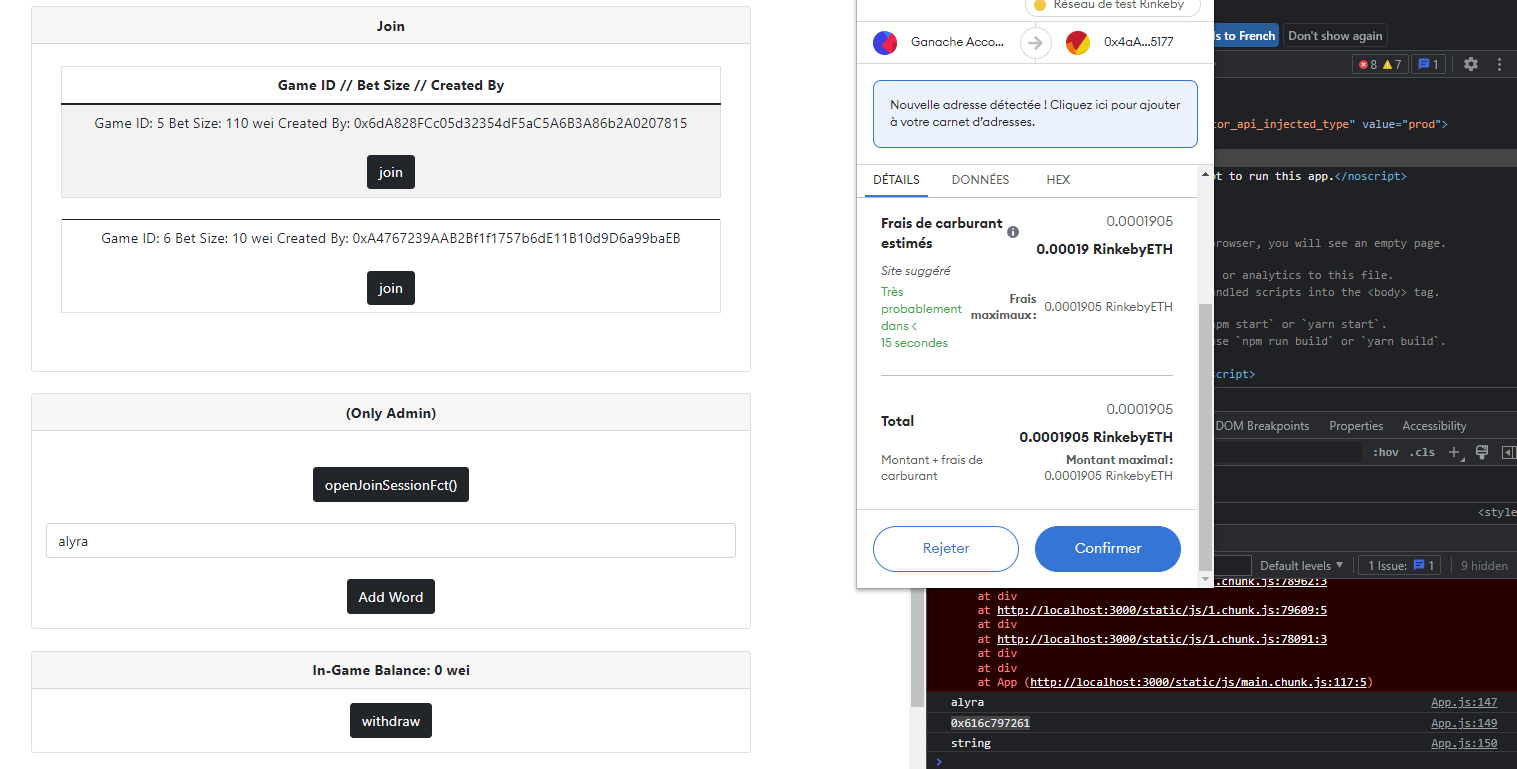 Join
Game ID // Bet Size // Created By
Game ID: 5 Bet Size: 110 wei Created By: 0x6dA828FCc05d32354dF5aC5A6B3A86b2A0207815
join
Game ID: 6 Bet Size: 10 wei Created By: 0xA4767239AAB2Bf1f1757b6dE11B10d9D6a99baEB
join
(Only Admin)
openJoinSessionFct()
alyra
Add Word
In-Game Balance: 0 wei
withdraw
Réseau de test Rinkeby
Ganache Acco...
0x4aA...5177
Nouvelle adresse détectée ! Cliquez ici pour ajouter
à votre carnet d’adresses.
DÉTAILS DONNÉES HEX
Frais de carburant
estimés
0.0001905
0.00019 RinkebyETH
Site suggéré
Très
probablement
dans <
15 secondes
Frais
maximaux:
0.0001905 RinkebyETH
Total
0.0001905
0.0001905 RinkebyETH
Montant + frais de
carburant
Montant maximal:
0.0001905 RinkebyETH
Rejeter
Confirmer
ls to French Don't show again
8 7 1
tor_api_injected_type" value="prod">
pt to run this app.</noscript>
browser, you will see an empty page.
or analytics to this file.
undled scripts into the <body> tag.
npm start` or `yarn start`.
use `npm run build` or `yarn build`.
script>
DOM Breakpoints Properties Accessibility
:hov .cls
<style
Default levels ▼ 1 Issue: 1 9 hidden
1.chunk.js:78962:3
at div
at http://localhost:3000/static/js/1.chunk.js:79609:5
at div
at http://localhost:3000/static/js/1.chunk.js:78091:3
at div
at div
at App (http://localhost:3000/static/js/main.chunk.js:117:5)
alyra App.js:147
0x616c797261 App.js:149
string App.js:150